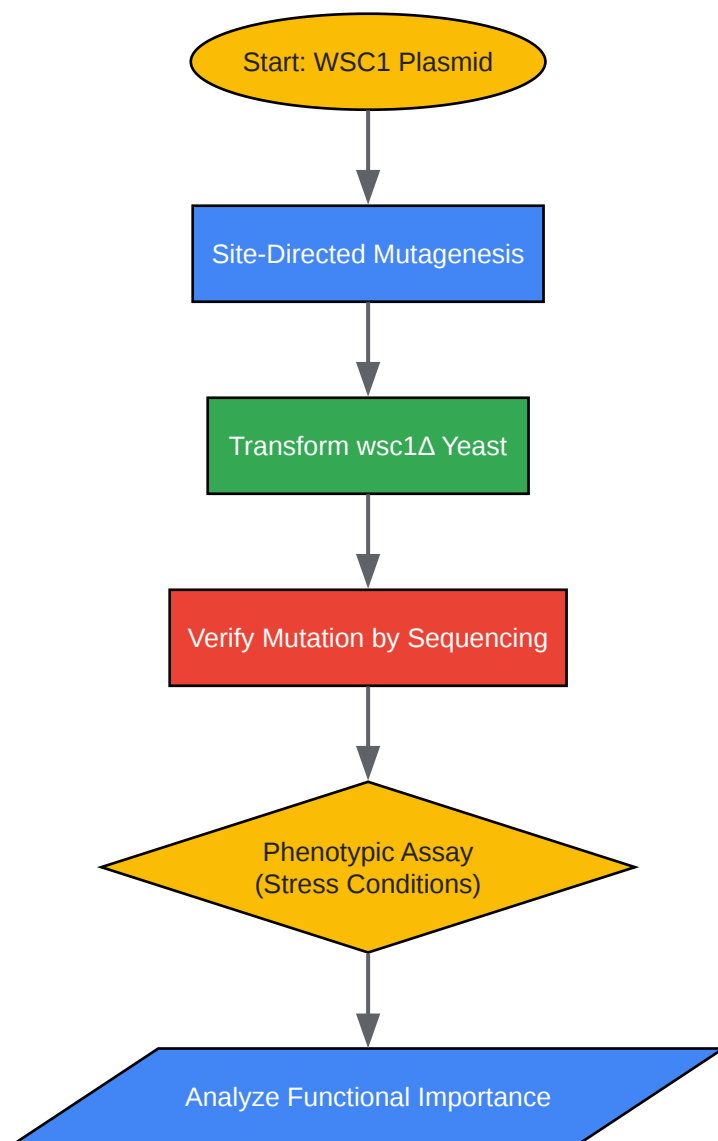 Start: WSC1 Plasmid
Site-Directed Mutagenesis
Transform wsc1Δ Yeast
Verify Mutation by Sequencing
Phenotypic Assay
(Stress Conditions)
Analyze Functional Importance